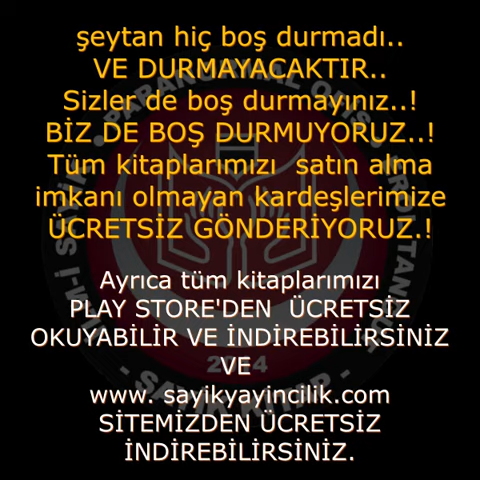 şeytan hiç boş durmadı..
VE DURMAYACAKTIR..
Sizler de boş durmayınız..!
BİZ DE BOŞ DURMUYORUZ..!
Tüm kitaplarımızı satın alma
imkanı olmayan kardeşlerimize
ÜCRETSİZ GÖNDERİYORUZ.!
Ayrıca tüm kitaplarımızı
PLAY STORE'DEN ÜCRETSİZ
OKUYABİLİR VE İNDİREBİLİRSİNİZ
VE
www. sayikyayincilik.com
SİTEMİZDEN ÜCRETSİZ
İNDİREBİLİRSİNİZ.